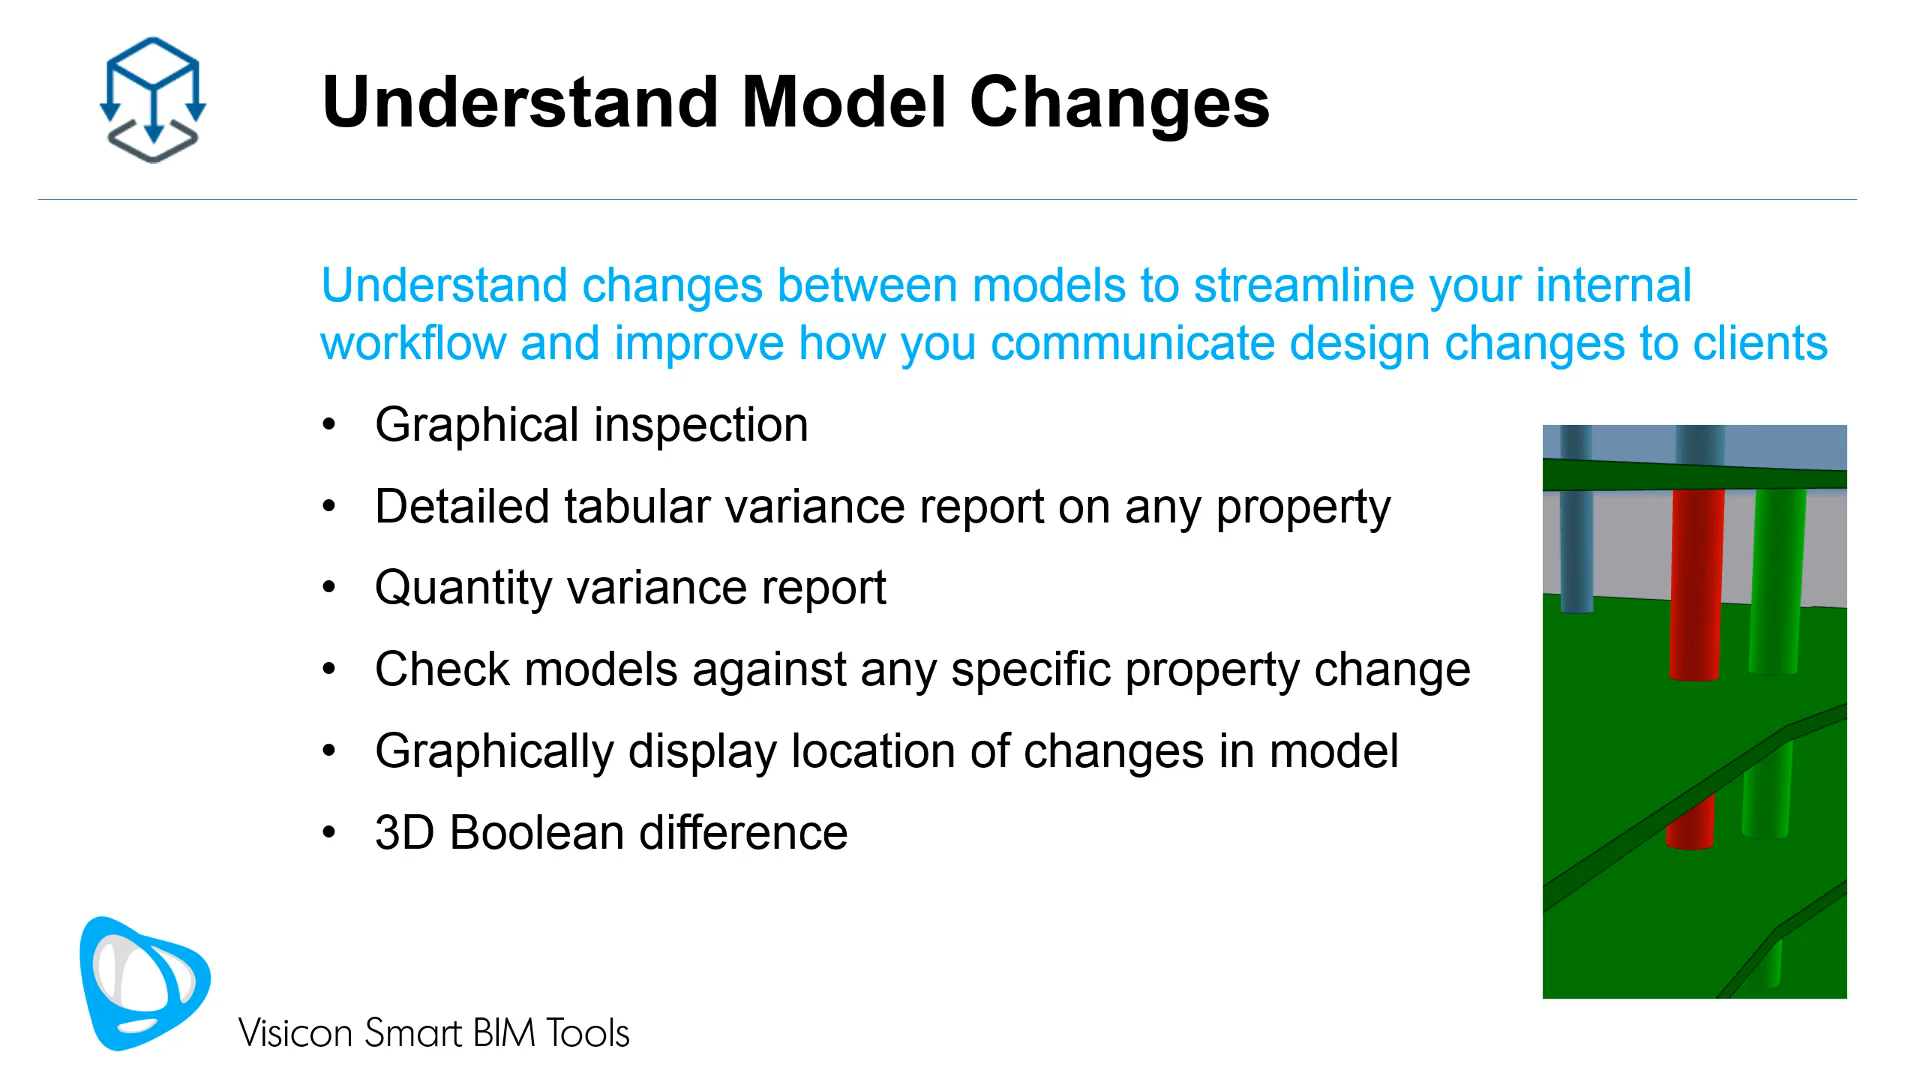 Understand Model Changes
Understand changes between models to streamline your internal
workflow and improve how you communicate design changes to clients
• Graphical inspection
• Detailed tabular variance report on any property
• Quantity variance report
• Check models against any specific property change
• Graphically display location of changes in model
• 3D Boolean difference
Visicon Smart BIM Tools